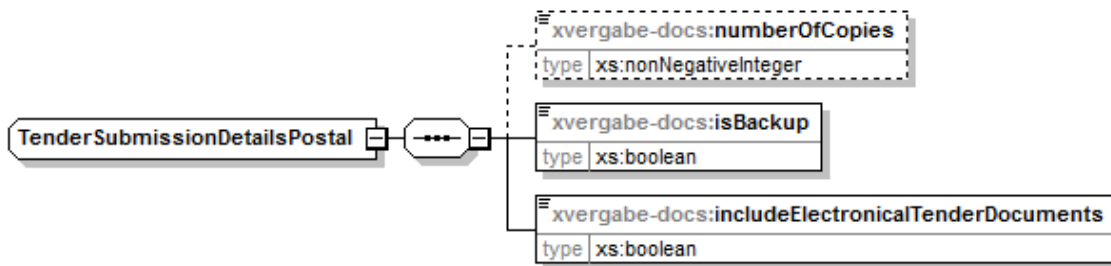 xvergabe-docs:numberOfCopies
type xs:nonNegativeInteger
TenderSubmissionDetailsPostal
xvergabe-docs:isBackup
type xs:boolean
xvergabe-docs:includeElectronicalTenderDocuments
type xs:boolean